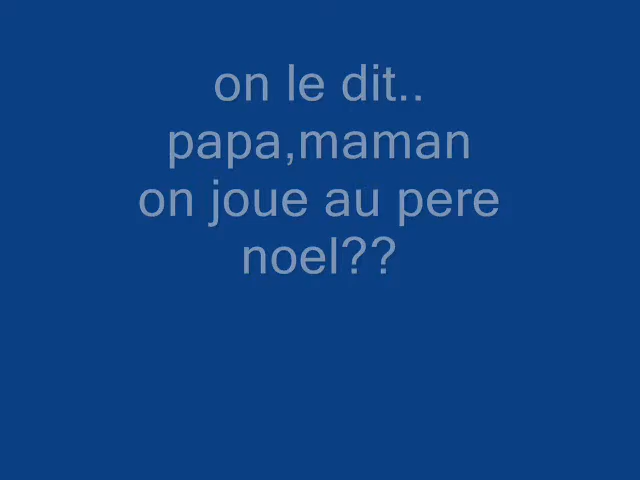 on le dit..
papa,maman
on joue au pere
noel??